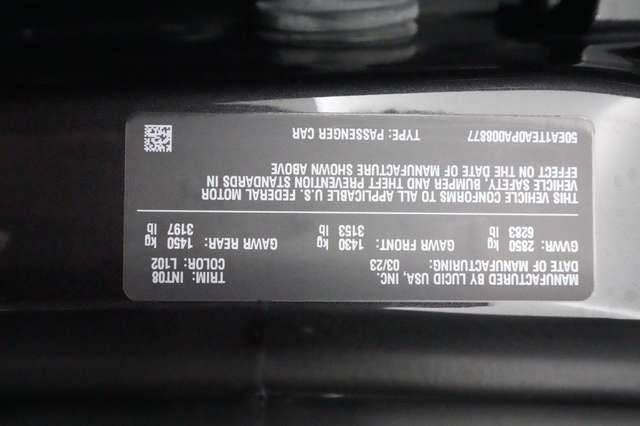 MANUFACTURED BY LUCID USA, INC. TRIM: INT08
DATE OF MANUFACTURING: 03/23 COLOR: L102
GVWR: 2850 kg GAWR FRONT: 1430 kg GAWR REAR: 1450 kg
6283 lb 3153 lb 3197 lb
THIS VEHICLE CONFORMS TO ALL APPLICABLE U.S. FEDERAL MOTOR
VEHICLE SAFETY, BUMPER AND THEFT PREVENTION STANDARDS IN
EFFECT ON THE DATE OF MANUFACTURE SHOWN ABOVE
50EA1TEA0PA008877 TYPE: PASSENGER CAR